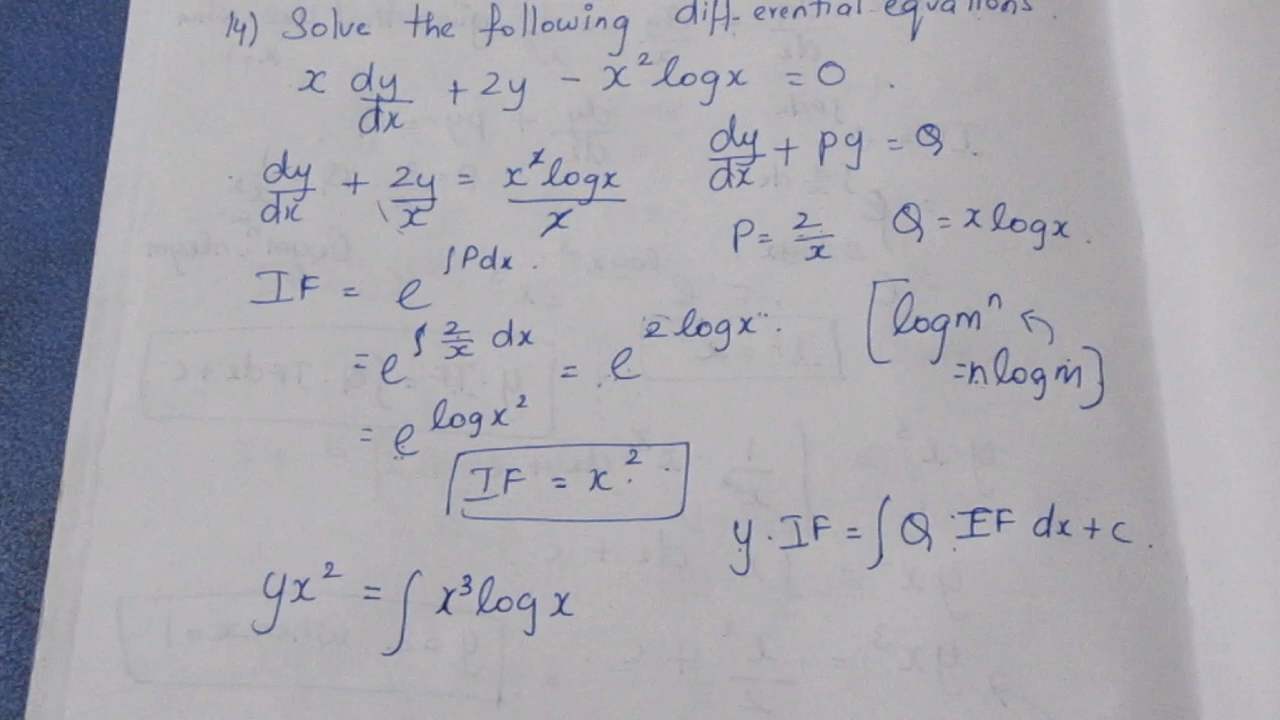 14) Solve the following differential equations.
x dy/dx + 2y - x² log x = 0.
dy/dx + 2y/x = x² log x / x
dy/dx + Py = Q.
P = 2/x Q = x log x.
IF = e^∫Pdx.
= e^∫ 2/x dx = e^2 log x. [log mⁿ
= n log m]
= e^log x²
IF = x².
y . IF = ∫ Q . IF dx + c.
yx² = ∫ x³ log x